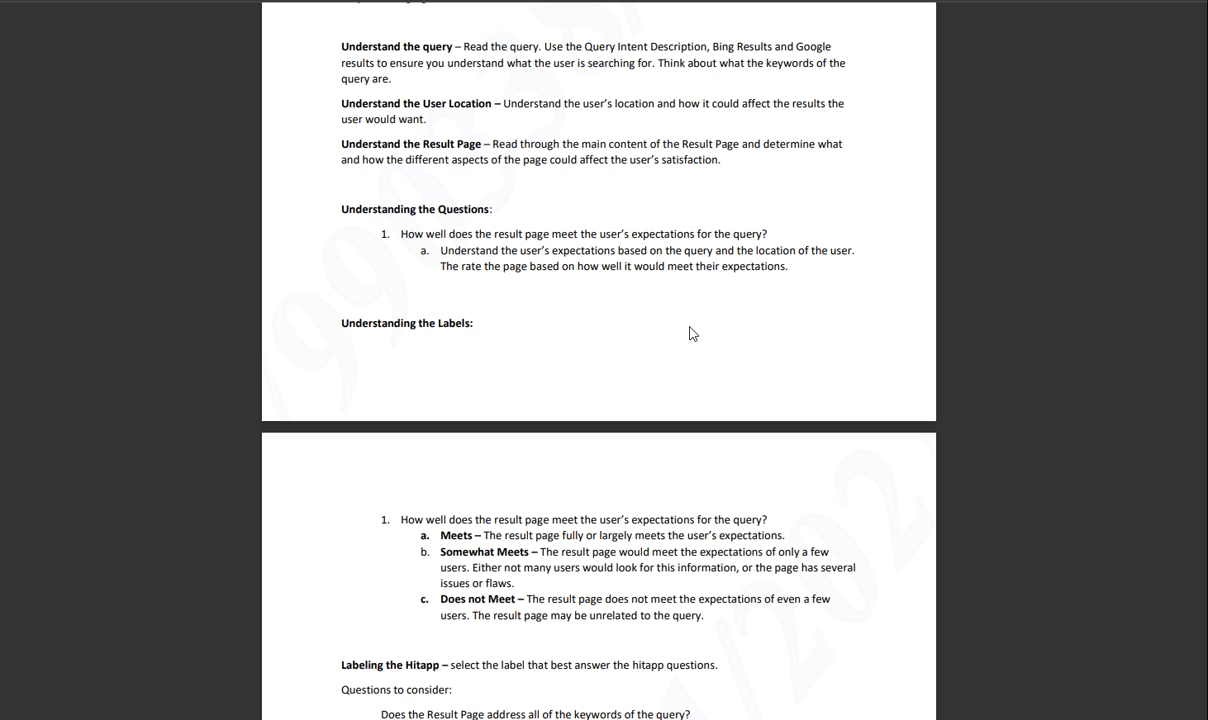 Understand the query – Read the query. Use the Query Intent Description, Bing Results and Google
results to ensure you understand what the user is searching for. Think about what the keywords of the
query are.
Understand the User Location – Understand the user's location and how it could affect the results the
user would want.
Understand the Result Page – Read through the main content of the Result Page and determine what
and how the different aspects of the page could affect the user's satisfaction.
Understanding the Questions:
1. How well does the result page meet the user's expectations for the query?
a. Understand the user's expectations based on the query and the location of the user.
The rate the page based on how well it would meet their expectations.
Understanding the Labels:
1. How well does the result page meet the user's expectations for the query?
a. Meets – The result page fully or largely meets the user's expectations.
b. Somewhat Meets – The result page would meet the expectations of only a few
users. Either not many users would look for this information, or the page has several
issues or flaws.
c. Does not Meet – The result page does not meet the expectations of even a few
users. The result page may be unrelated to the query.
Labeling the Hitapp – select the label that best answer the hitapp questions.
Questions to consider:
Does the Result Page address all of the keywords of the query?